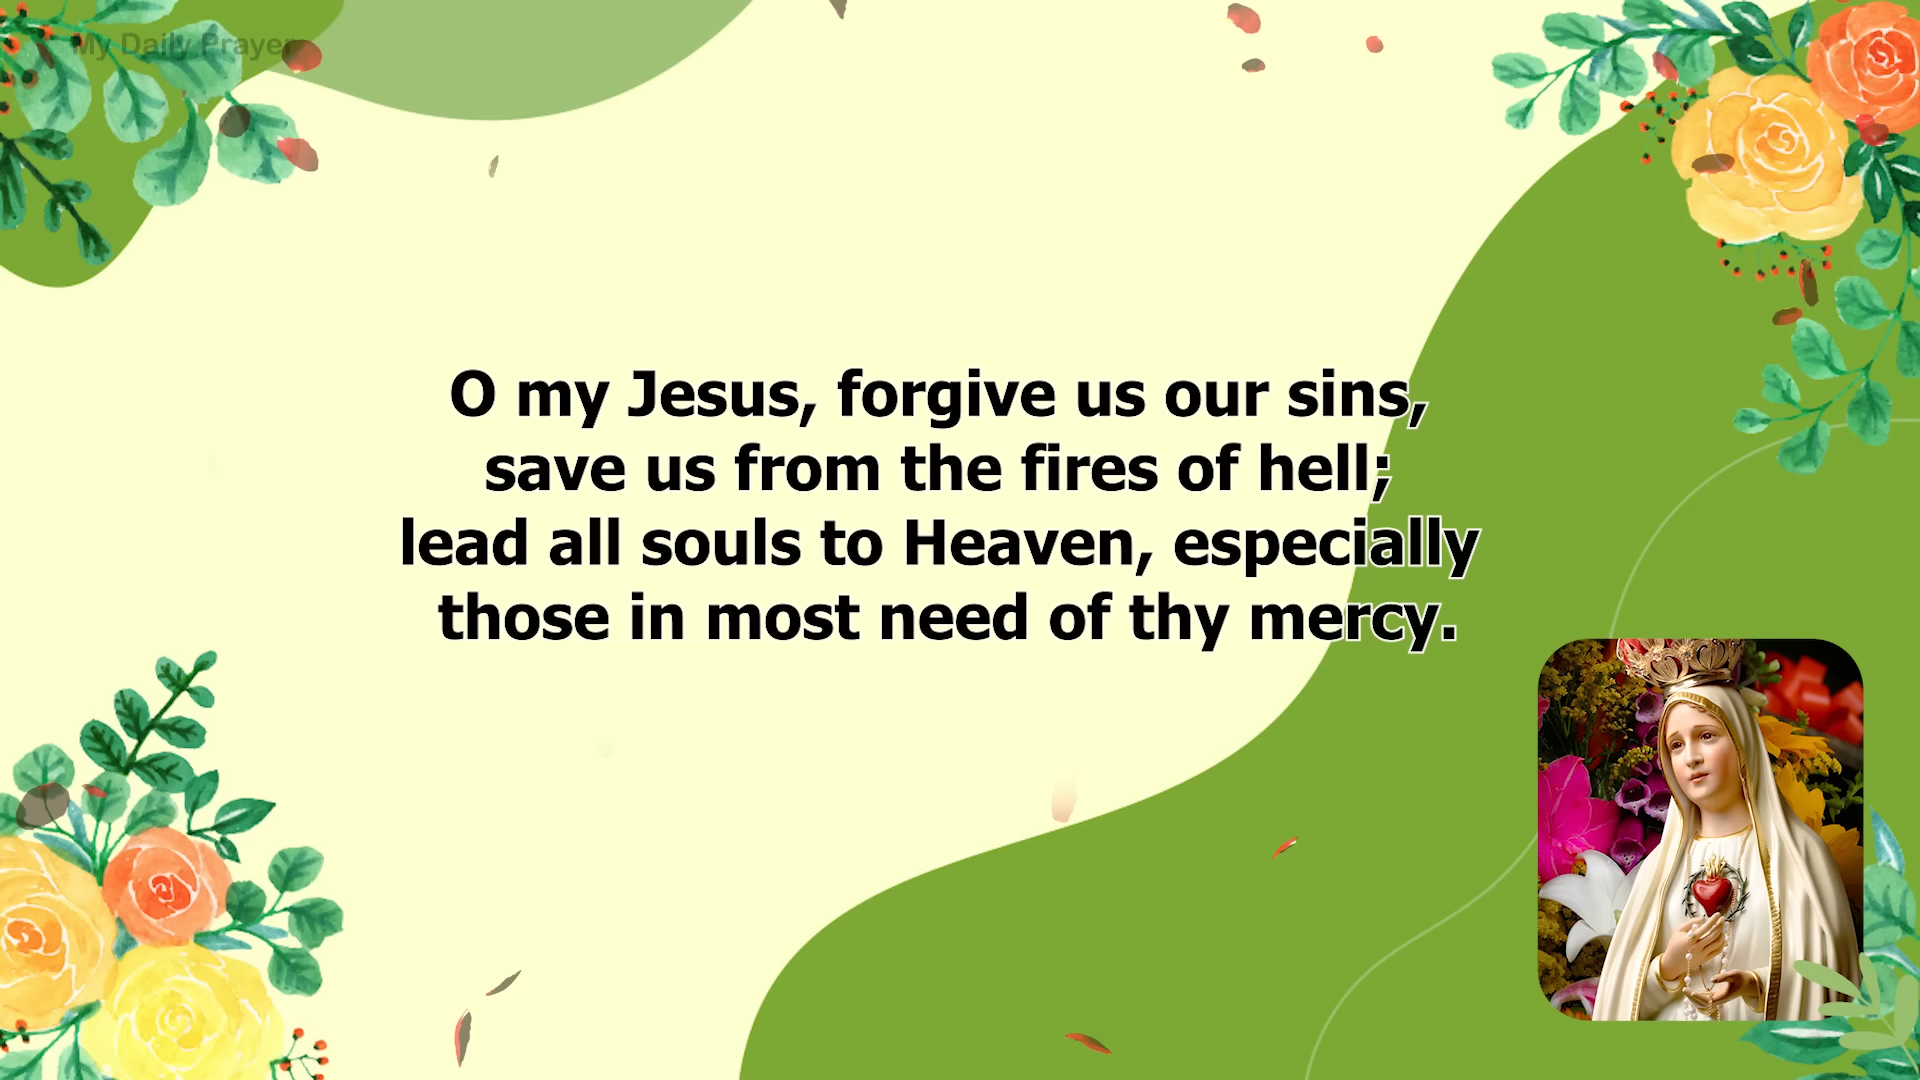 My Daily Prayer
O my Jesus, forgive us our sins,
save us from the fires of hell;
lead all souls to Heaven, especially
those in most need of thy mercy.